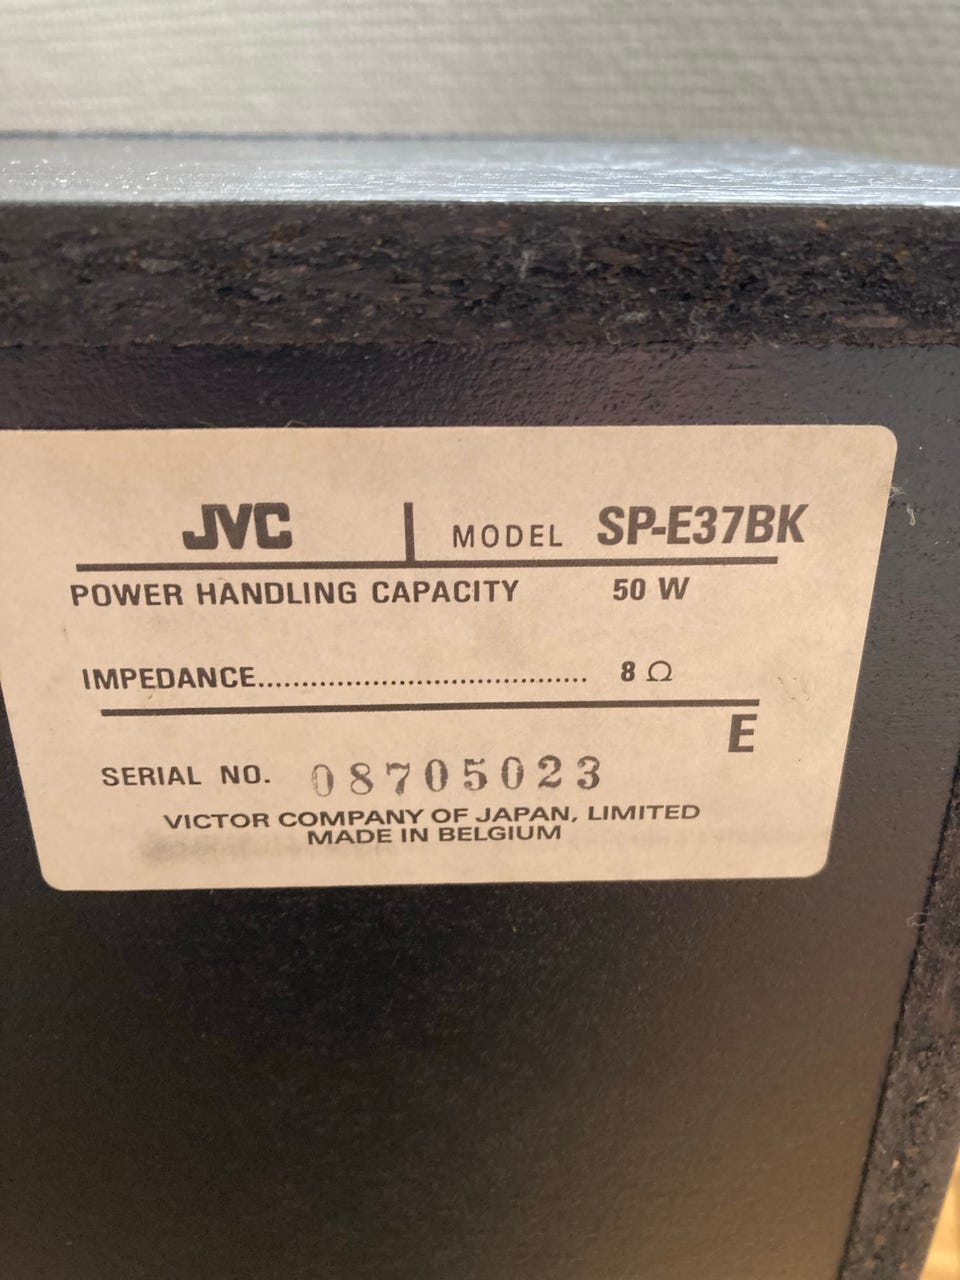 JVC MODEL SP-E37BK
POWER HANDLING CAPACITY 50 W
IMPEDANCE...................................... 8 Ω
E
SERIAL NO. 08705023
VICTOR COMPANY OF JAPAN, LIMITED
MADE IN BELGIUM